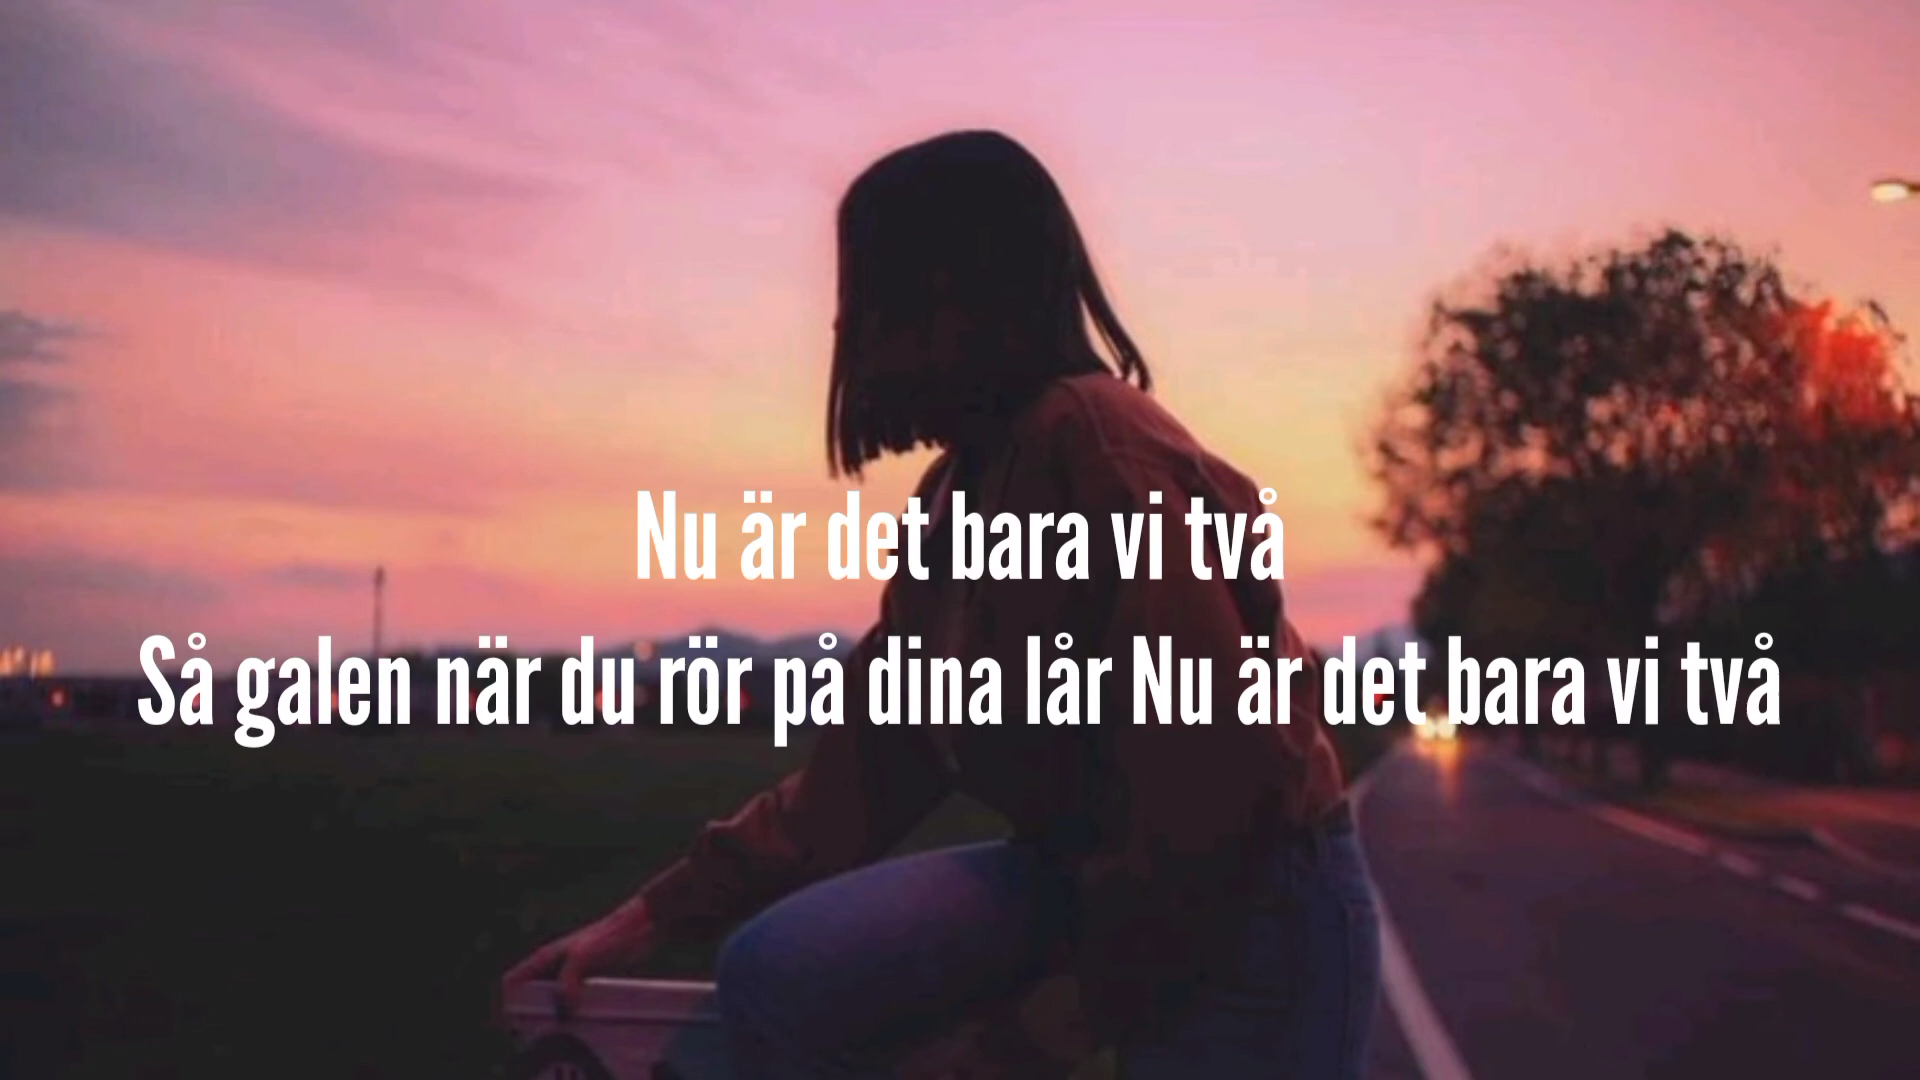 Nu är det bara vi två
Så galen när du rör på dina lår Nu är det bara vi två